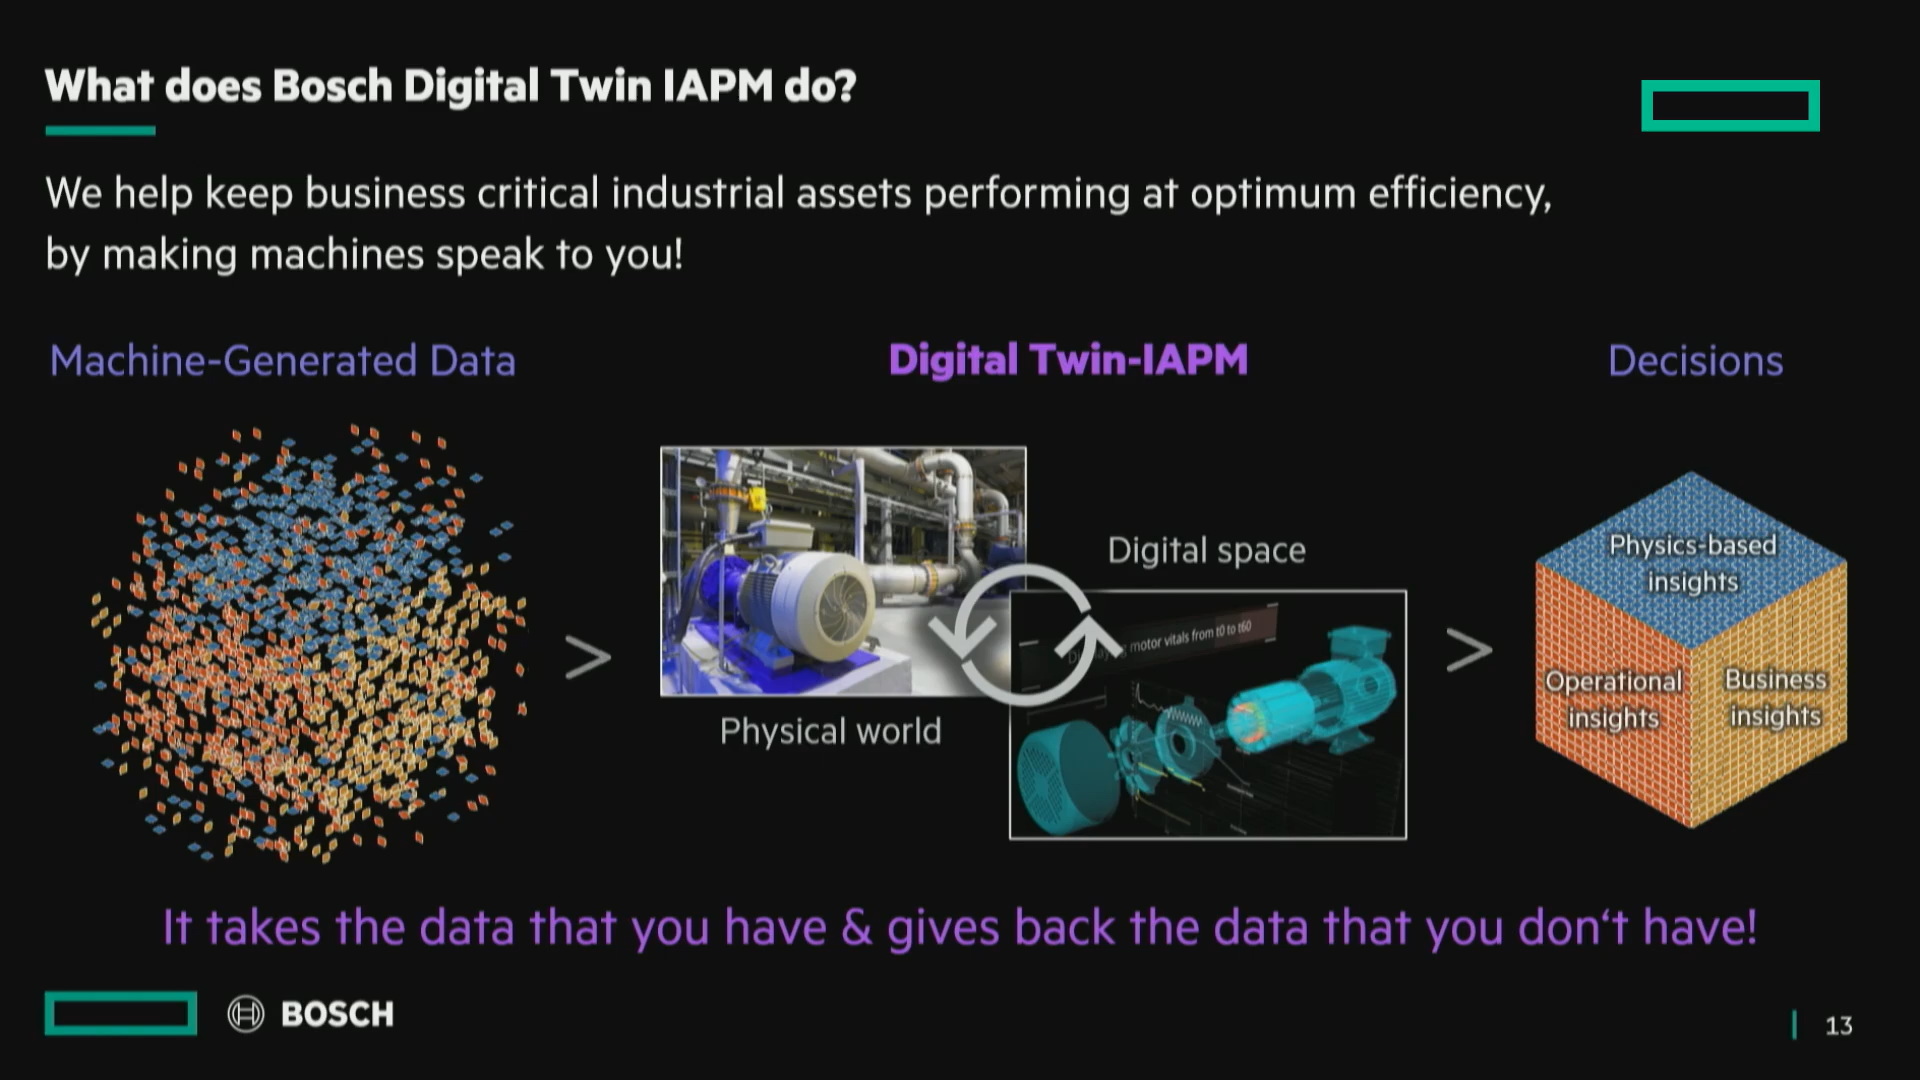 What does Bosch Digital Twin IAPM do?
We help keep business critical industrial assets performing at optimum efficiency,
by making machines speak to you!
Machine-Generated Data
Digital Twin-IAPM
Decisions
Physical world
Digital space
motor vitals from t0 to t60
Physics-based
insights
Operational
insights
Business
insights
It takes the data that you have & gives back the data that you don‘t have!
BOSCH
13